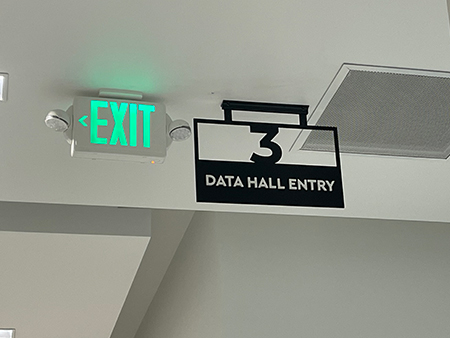 <EXIT
3
DATA HALL ENTRY